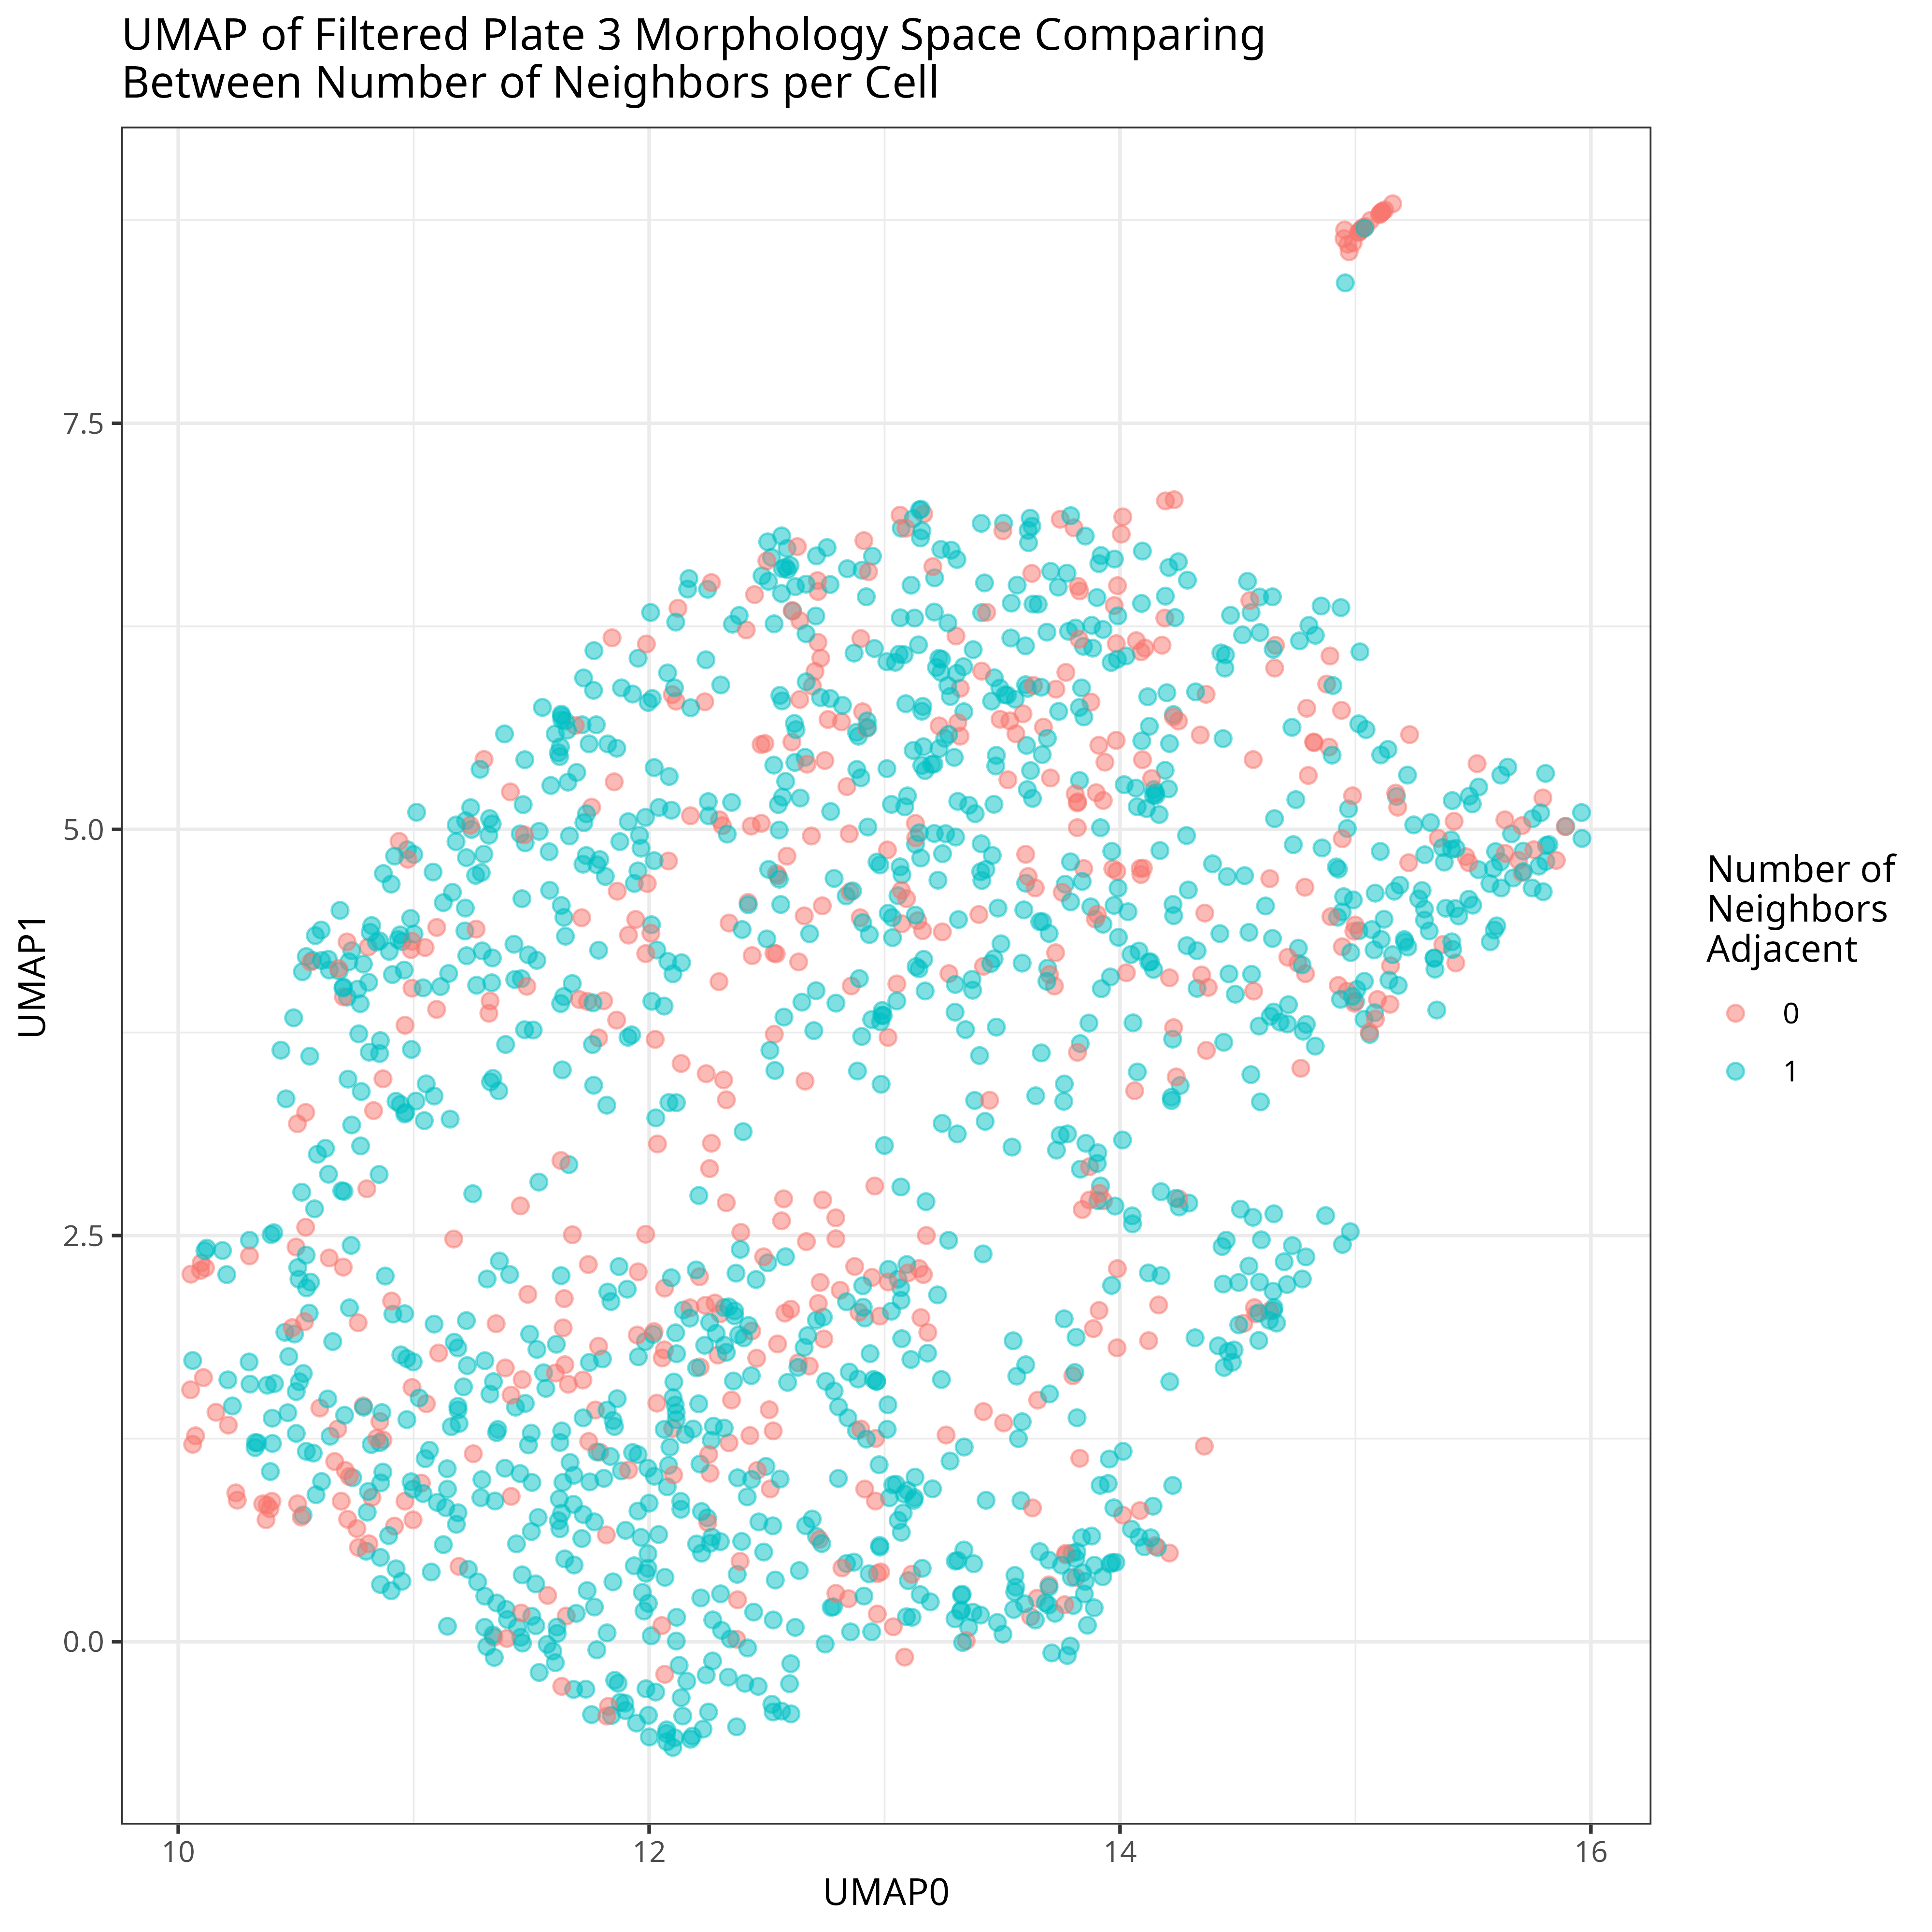 UMAP of Filtered Plate 3 Morphology Space Comparing
Between Number of Neighbors per Cell
7.5
5.0
2.5
0.0
UMAP1
10
12
14
16
UMAP0
Number of
Neighbors
Adjacent
0
1